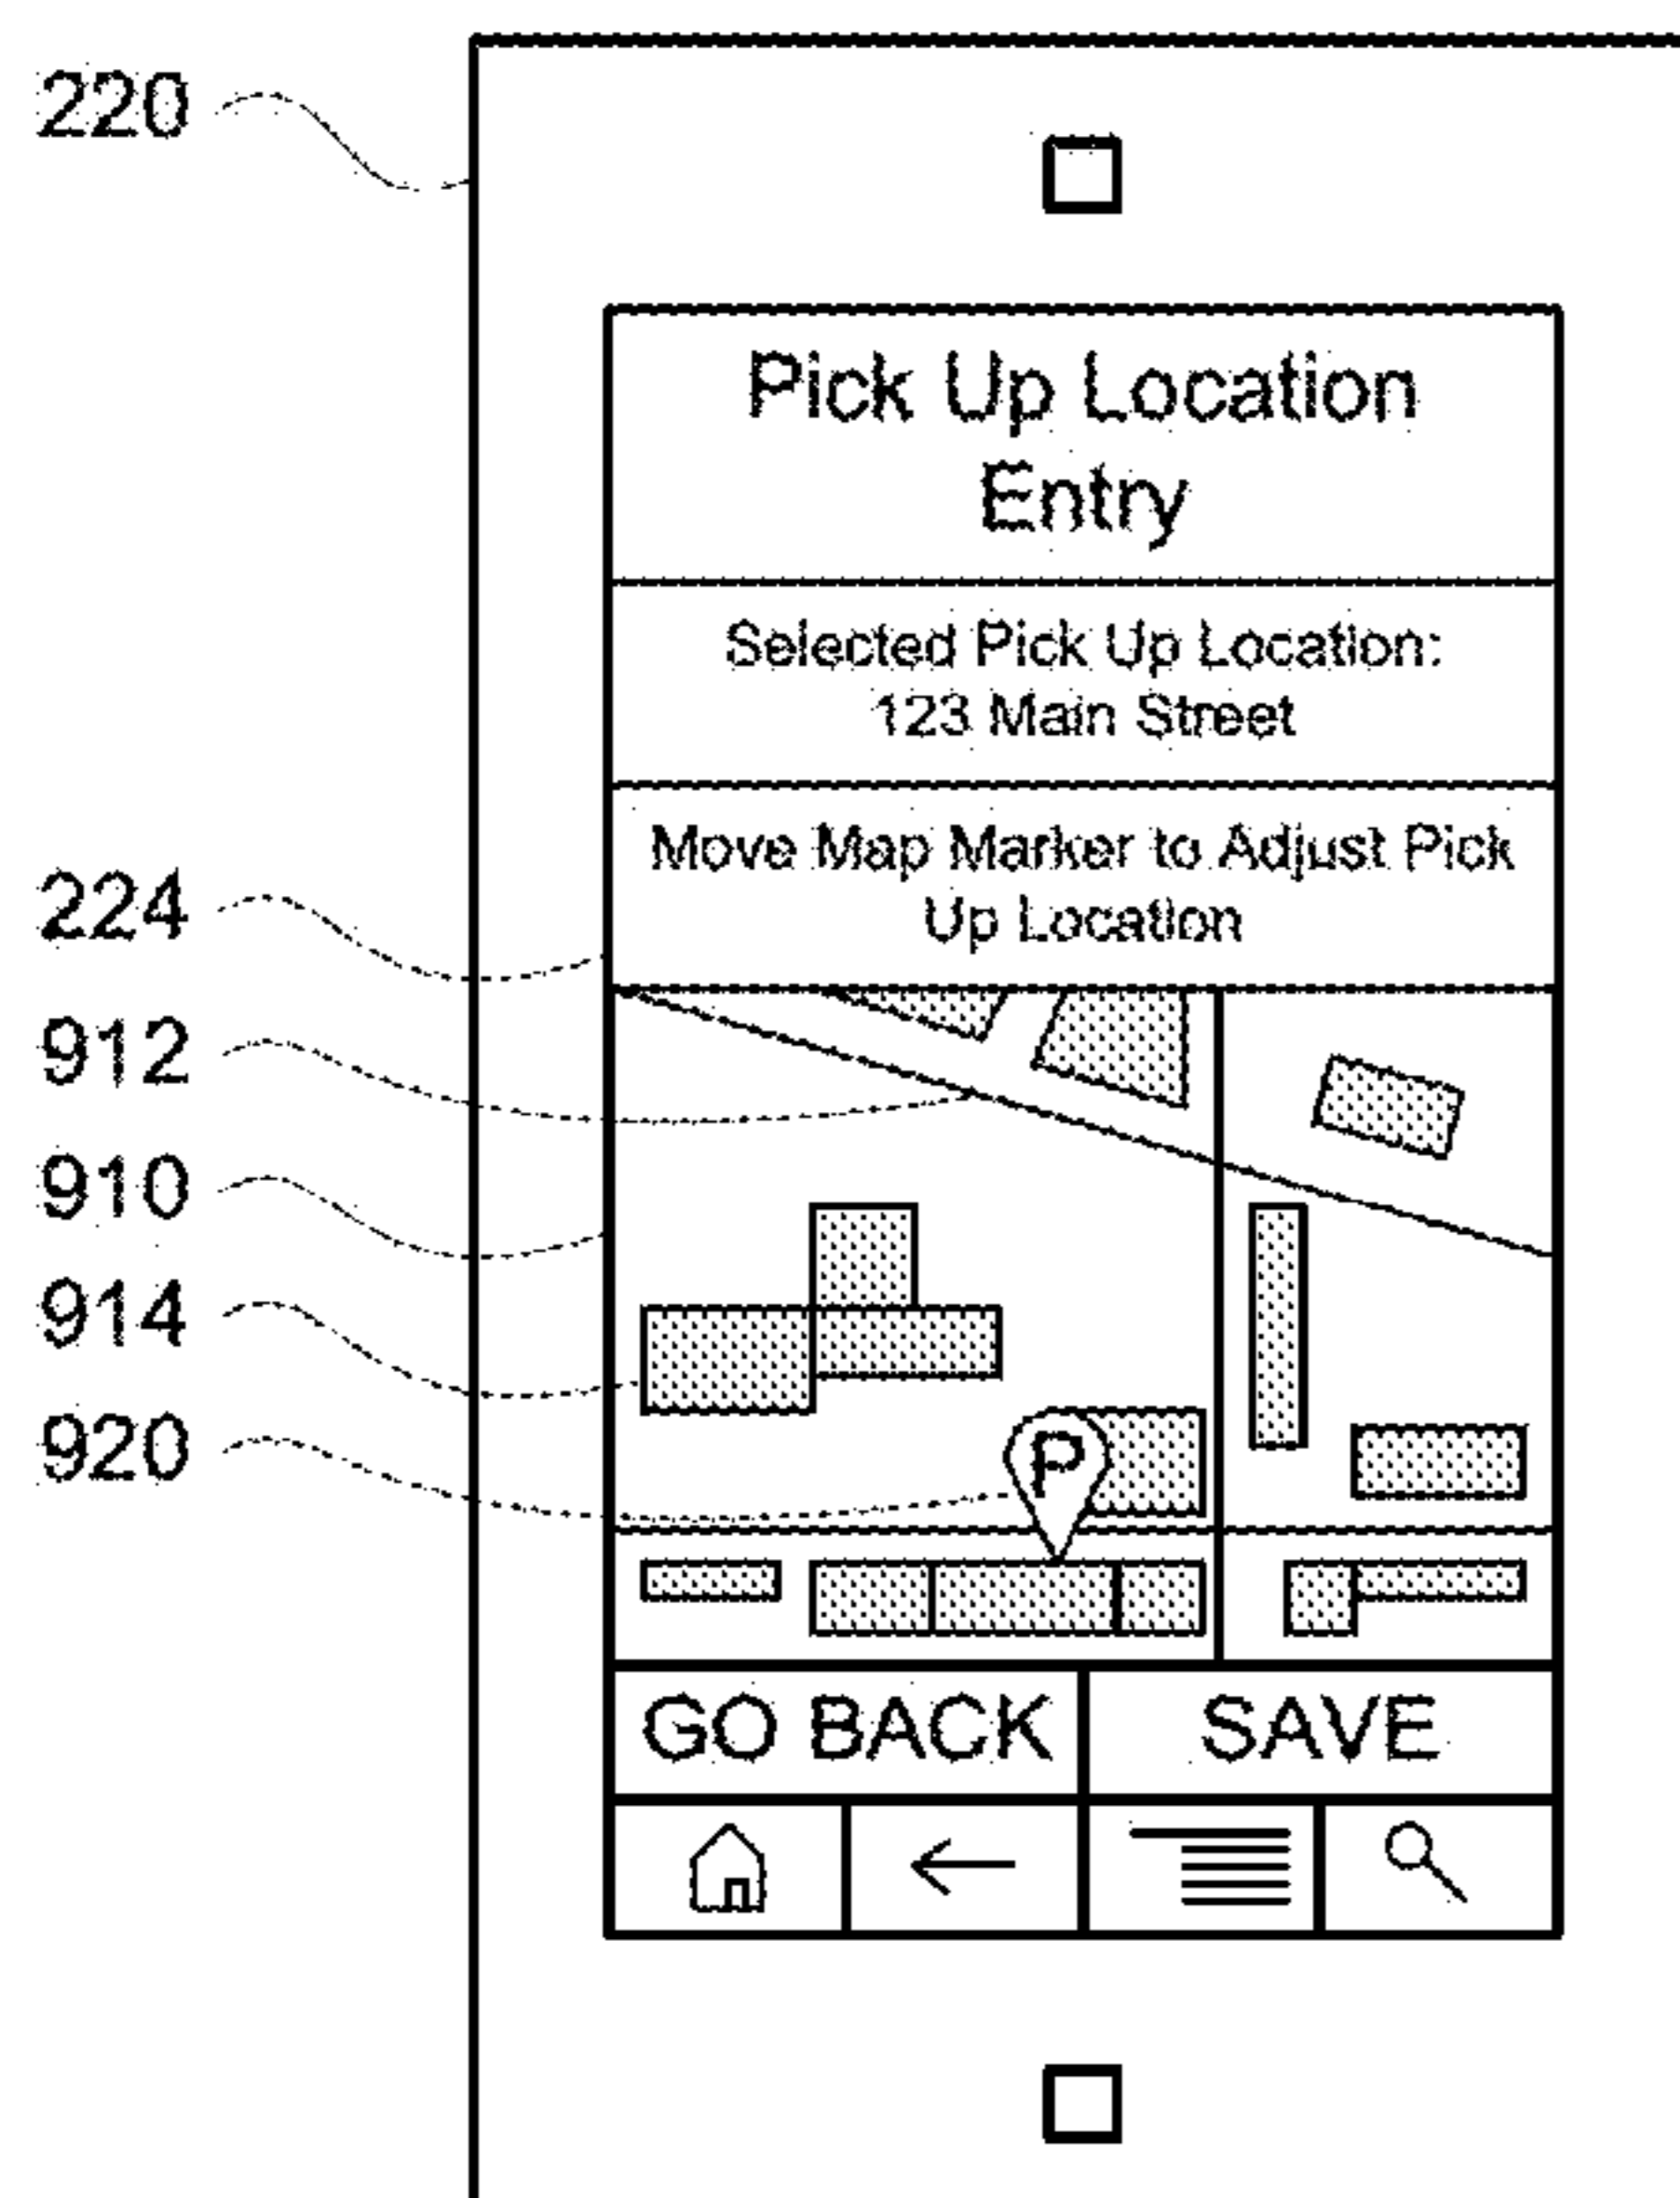 220
Pick Up Location
Entry
Selected Pick Up Location:
123 Main Street
Move Map Marker to Adjust Pick
Up Location
224
912
910
914
920
P
GO BACK
SAVE